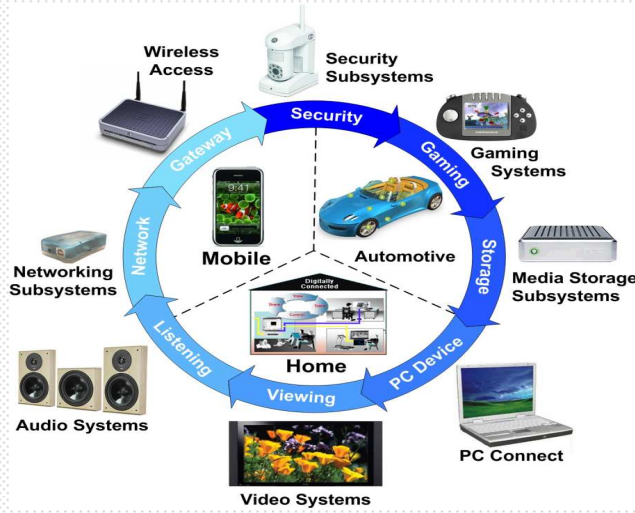 Wireless
Access
Security
Subsystems
Gateway
Security
Gaming
Gaming
Systems
9:41
Mobile
Automotive
Network
Storage
Networking
Subsystems
Media Storage
Subsystems
Digitally
Connected
Home
Listening
PC Device
Viewing
Audio Systems
PC Connect
Video Systems